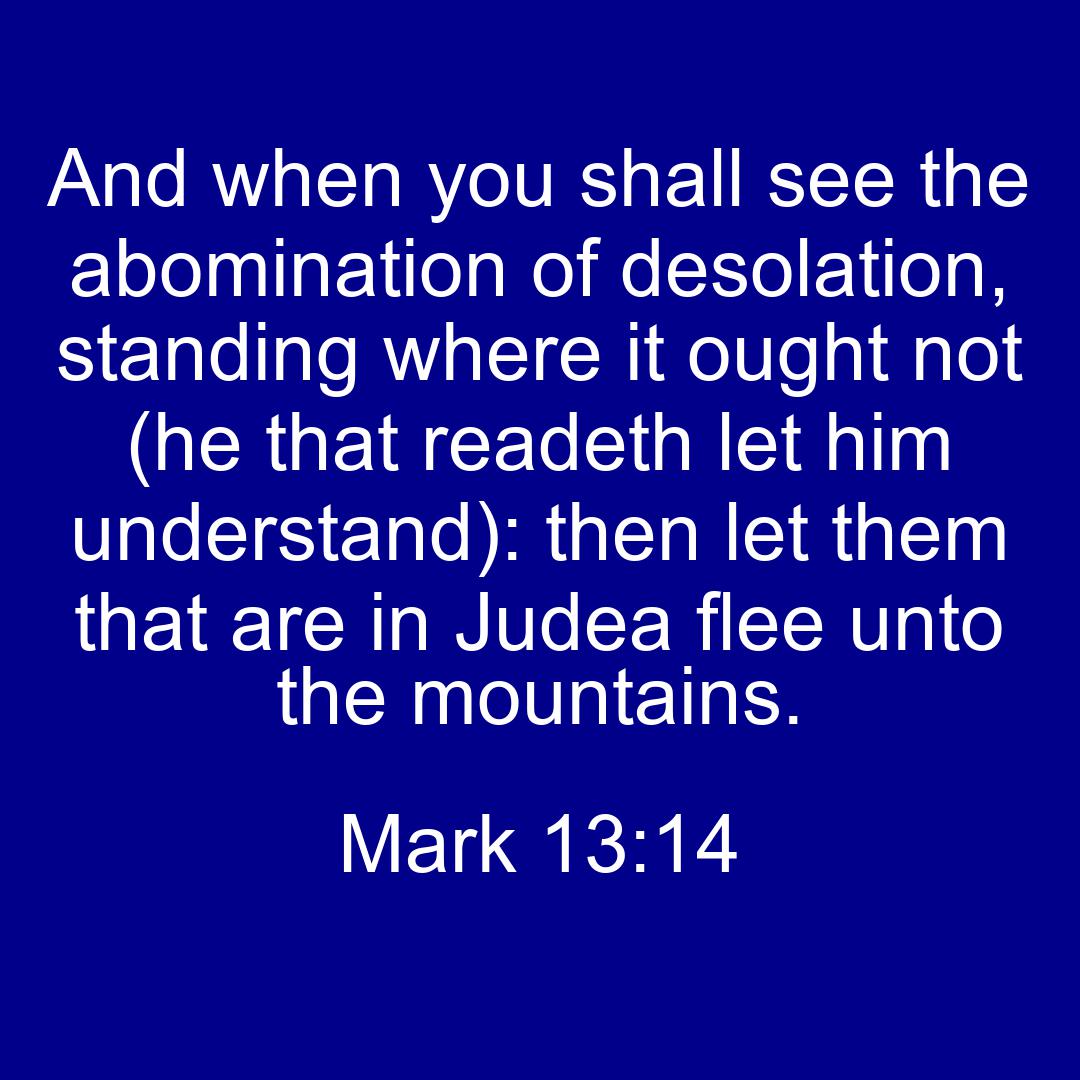 And when you shall see the
abomination of desolation,
standing where it ought not
(he that readeth let him
understand): then let them
that are in Judea flee unto
the mountains.
Mark 13:14